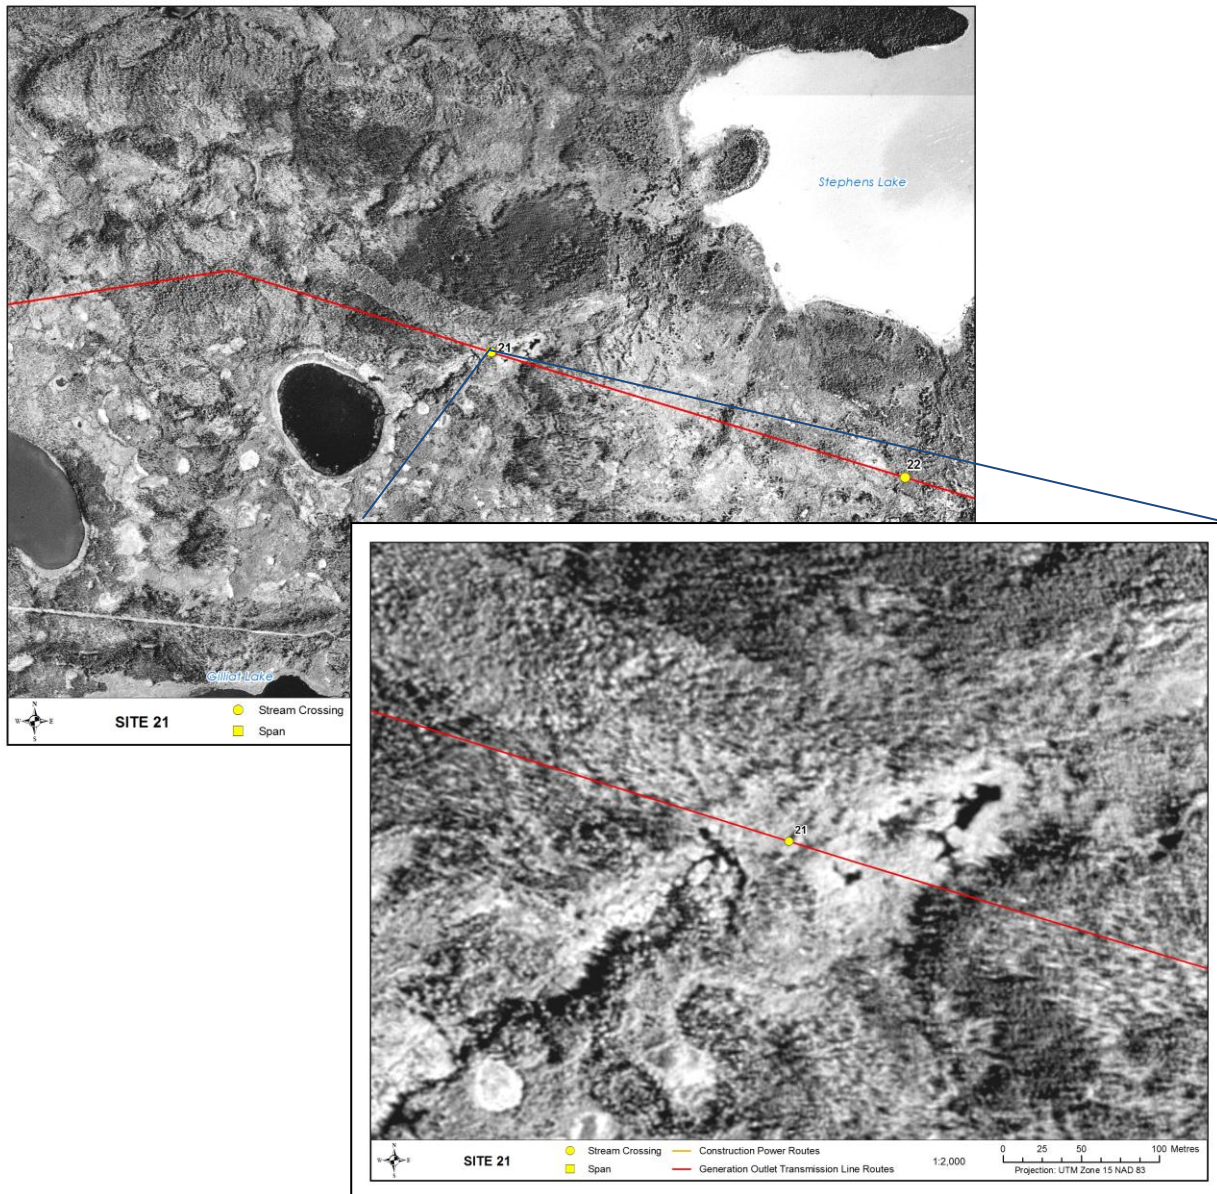 Stephens Lake
21
22
Gilliat Lake
N
W E
S
SITE 21
Stream Crossing
Span
21
N
W E
S
SITE 21
Stream Crossing
Span
Construction Power Routes
Generation Outlet Transmission Line Routes
1:2,000
0 25 50 100 Metres
Projection: UTM Zone 15 NAD 83